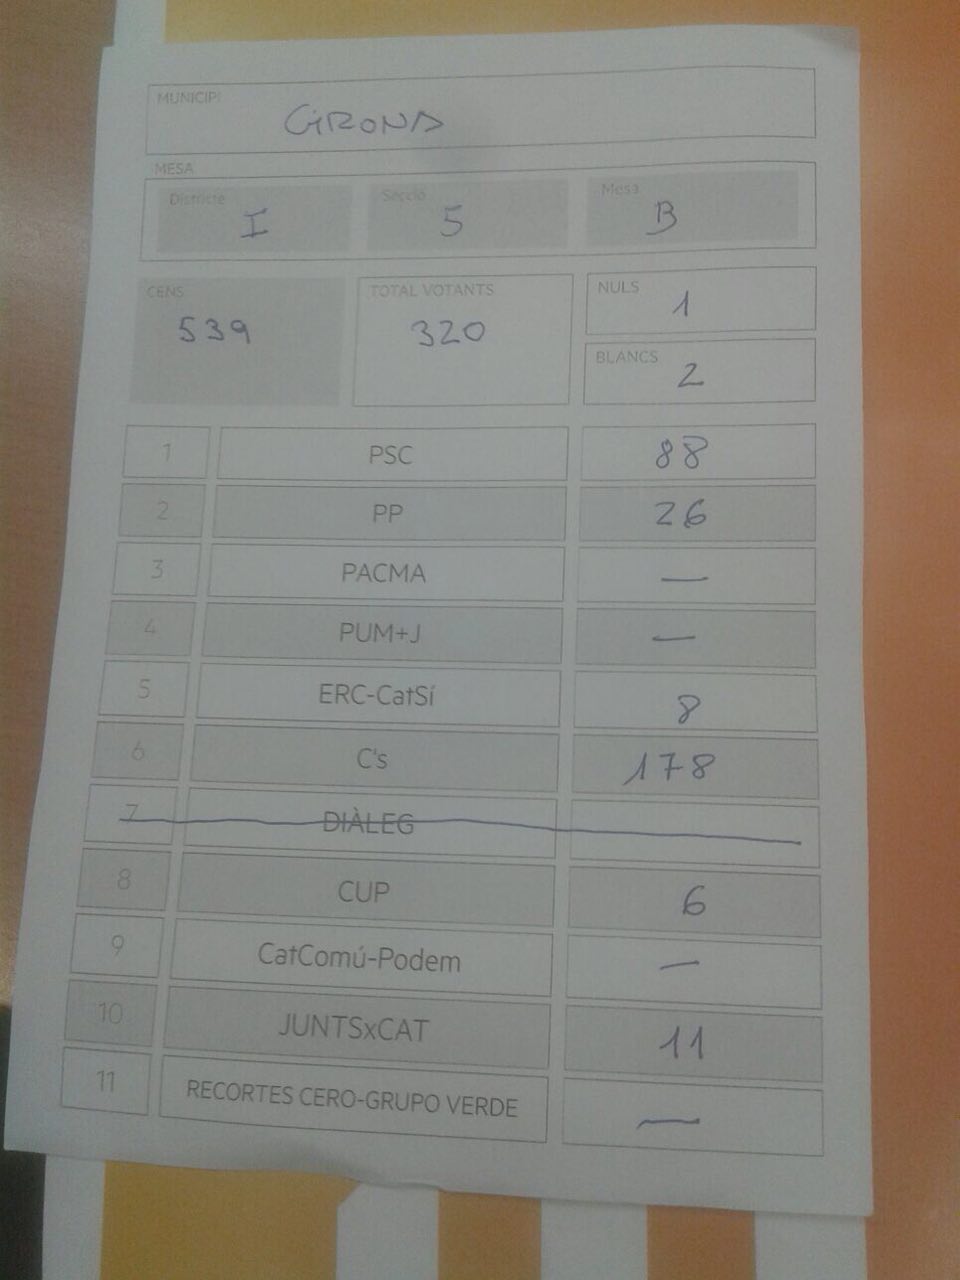 MUNICIPI
GIRONA
MESA
Districte Secció Mesa
I 5 B
CENS TOTAL VOTANTS NULS
539 320 1
BLANCS
2
1 PSC 88
2 PP 26
3 PACMA —
4 PUM+J —
5 ERC-CatSí 8
6 C's 178
7 DIÀLEG
8 CUP 6
9 CatComú-Podem —
10 JUNTSxCAT 11
11 RECORTES CERO-GRUPO VERDE —